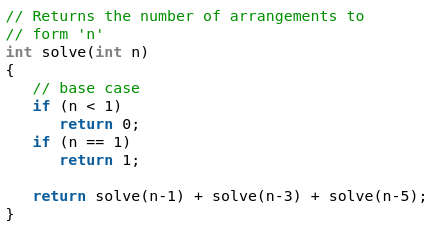 // Returns the number of arrangements to
// form 'n'
int solve(int n)
{
   // base case
   if (n < 1)
      return 0;
   if (n == 1)
      return 1;

   return solve(n-1) + solve(n-3) + solve(n-5);
}